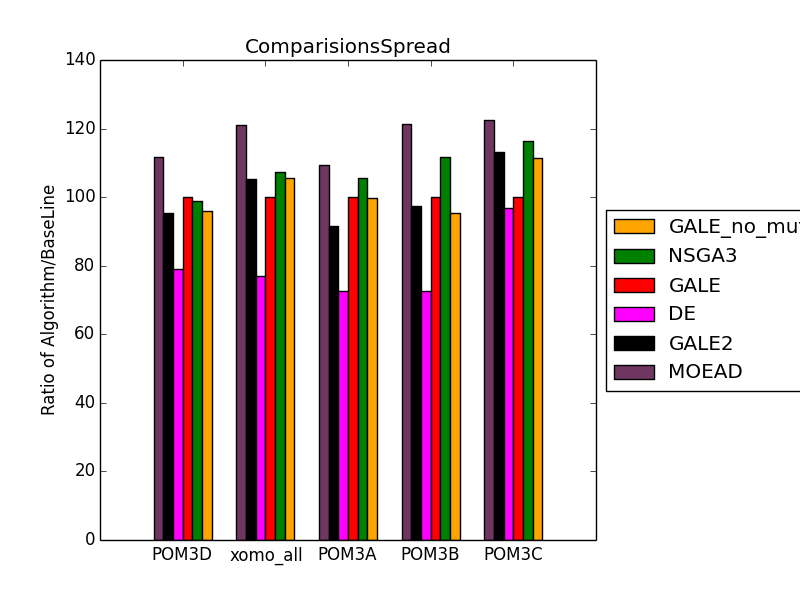 ComparisionsSpread
Ratio of Algorithm/BaseLine
140
120
100
80
60
40
20
0
POM3D xomo_all POM3A POM3B POM3C
GALE_no_mu
NSGA3
GALE
DE
GALE2
MOEAD